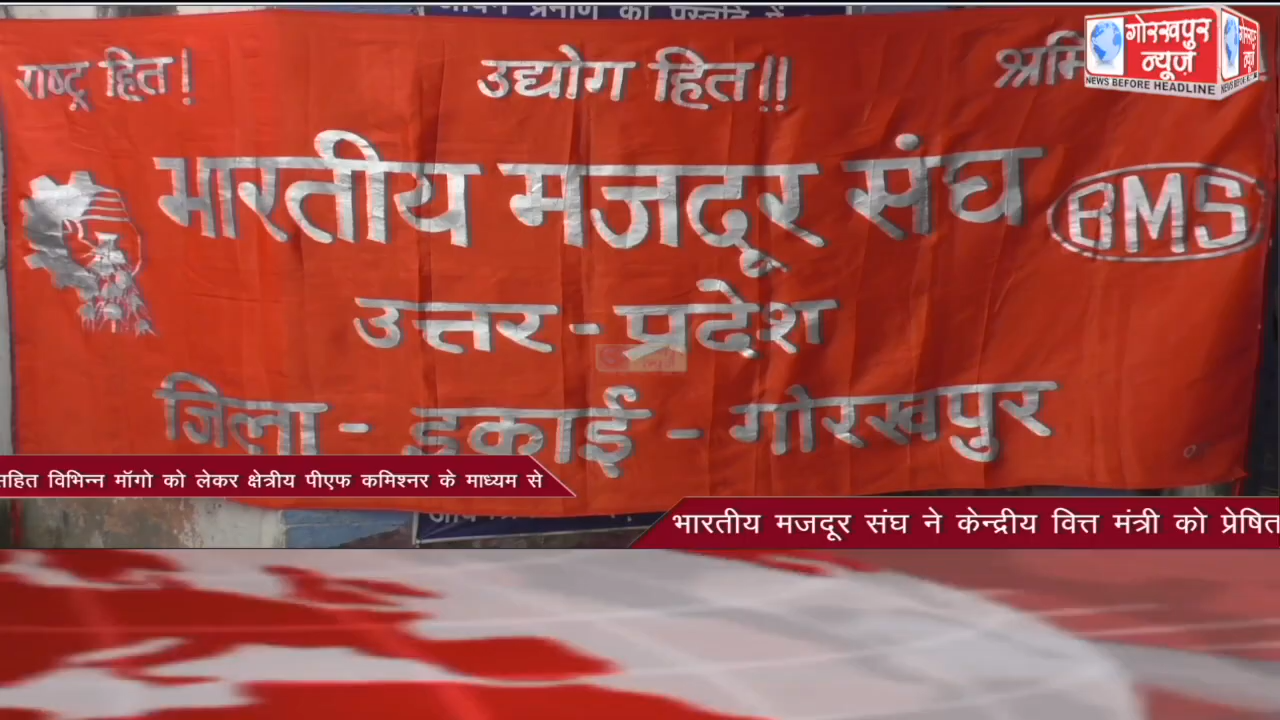 राष्ट्र हित! उद्योग हित!!
गोरखपुर
न्यूज़
NEWS BEFORE HEADLINE
भारतीय मजदूर संघ
BMS
उत्तर - प्रदेश
जिला - इकाई - गोरखपुर
सहित विभिन्न मॉगो को लेकर क्षेत्रीय पीएफ कमिश्नर के माध्यम से
भारतीय मजदूर संघ ने केन्द्रीय वित्त मंत्री को प्रेषित